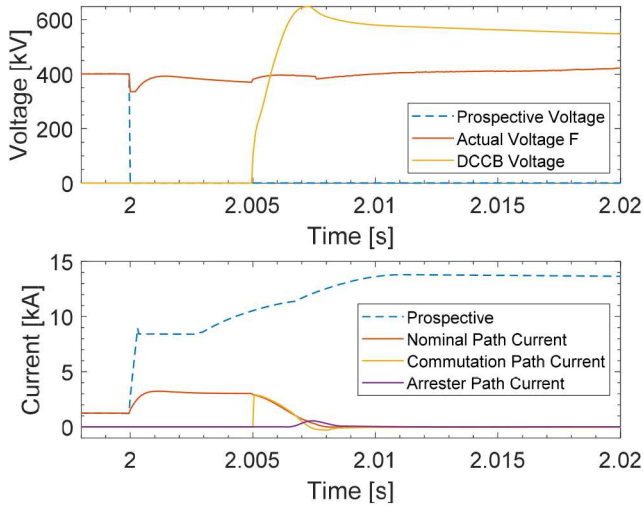 600
400
200
0
Voltage [kV]
Prospective Voltage
Actual Voltage F
DCCB Voltage
2
2.005
2.01
2.015
2.02
Time [s]
15
10
5
0
Current [kA]
Prospective
Nominal Path Current
Commutation Path Current
Arrester Path Current
2
2.005
2.01
2.015
2.02
Time [s]